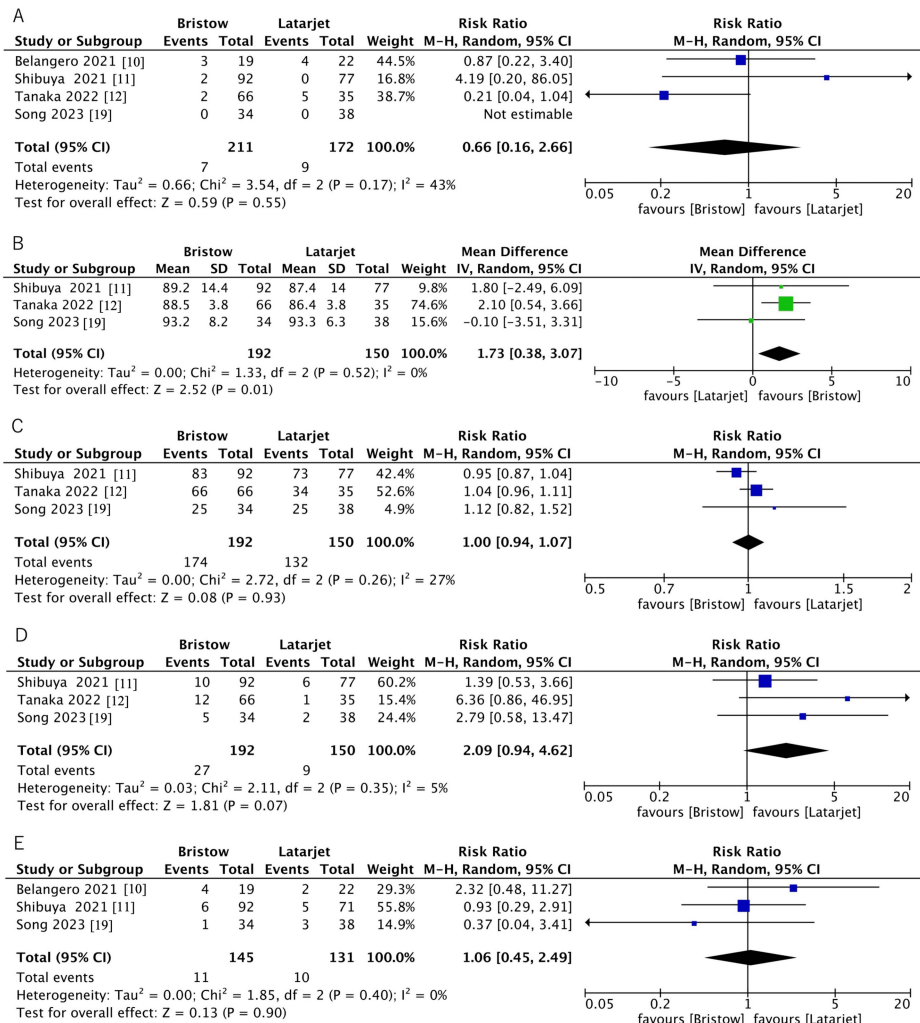 A
Bristow Latarjet Risk Ratio Risk Ratio
Study or Subgroup Events Total Events Total Weight M-H, Random, 95% CI M-H, Random, 95% CI
Belangero 2021 [10] 3 19 4 22 44.5% 0.87 [0.22, 3.40]
Shibuya 2021 [11] 2 92 0 77 16.8% 4.19 [0.20, 86.05]
Tanaka 2022 [12] 2 66 5 35 38.7% 0.21 [0.04, 1.04]
Song 2023 [19] 0 34 0 38 Not estimable
Total (95% CI) 211 172 100.0% 0.66 [0.16, 2.66]
Total events 7 9
Heterogeneity: Tau² = 0.66; Chi² = 3.54, df = 2 (P = 0.17); I² = 43%
Test for overall effect: Z = 0.59 (P = 0.55)
0.05 0.2 1 5 20
favours [Bristow] favours [Latarjet]
B
Bristow Latarjet Mean Difference Mean Difference
Study or Subgroup Mean SD Total Mean SD Total Weight IV, Random, 95% CI IV, Random, 95% CI
Shibuya 2021 [11] 89.2 14.4 92 87.4 14 77 9.8% 1.80 [−2.49, 6.09]
Tanaka 2022 [12] 88.5 3.8 66 86.4 3.8 35 74.6% 2.10 [0.54, 3.66]
Song 2023 [19] 93.2 8.2 34 93.3 6.3 38 15.6% −0.10 [−3.51, 3.31]
Total (95% CI) 192 150 100.0% 1.73 [0.38, 3.07]
Heterogeneity: Tau² = 0.00; Chi² = 1.33, df = 2 (P = 0.52); I² = 0%
Test for overall effect: Z = 2.52 (P = 0.01)
−10 −5 0 5 10
favours [Latarjet] favours [Bristow]
C
Bristow Latarjet Risk Ratio Risk Ratio
Study or Subgroup Events Total Events Total Weight M-H, Random, 95% CI M-H, Random, 95% CI
Shibuya 2021 [11] 83 92 73 77 42.4% 0.95 [0.87, 1.04]
Tanaka 2022 [12] 66 66 34 35 52.6% 1.04 [0.96, 1.11]
Song 2023 [19] 25 34 25 38 4.9% 1.12 [0.82, 1.52]
Total (95% CI) 192 150 100.0% 1.00 [0.94, 1.07]
Total events 174 132
Heterogeneity: Tau² = 0.00; Chi² = 2.72, df = 2 (P = 0.26); I² = 27%
Test for overall effect: Z = 0.08 (P = 0.93)
0.5 0.7 1 1.5 2
favours [Bristow] favours [Latarjet]
D
Bristow Latarjet Risk Ratio Risk Ratio
Study or Subgroup Events Total Events Total Weight M-H, Random, 95% CI M-H, Random, 95% CI
Shibuya 2021 [11] 10 92 6 77 60.2% 1.39 [0.53, 3.66]
Tanaka 2022 [12] 12 66 1 35 15.4% 6.36 [0.86, 46.95]
Song 2023 [19] 5 34 2 38 24.4% 2.79 [0.58, 13.47]
Total (95% CI) 192 150 100.0% 2.09 [0.94, 4.62]
Total events 27 9
Heterogeneity: Tau² = 0.03; Chi² = 2.11, df = 2 (P = 0.35); I² = 5%
Test for overall effect: Z = 1.81 (P = 0.07)
0.05 0.2 1 5 20
favours [Bristow] favours [Latarjet]
E
Bristow Latarjet Risk Ratio Risk Ratio
Study or Subgroup Events Total Events Total Weight M-H, Random, 95% CI M-H, Random, 95% CI
Belangero 2021 [10] 4 19 2 22 29.3% 2.32 [0.48, 11.27]
Shibuya 2021 [11] 6 92 5 71 55.8% 0.93 [0.29, 2.91]
Song 2023 [19] 1 34 3 38 14.9% 0.37 [0.04, 3.41]
Total (95% CI) 145 131 100.0% 1.06 [0.45, 2.49]
Total events 11 10
Heterogeneity: Tau² = 0.00; Chi² = 1.85, df = 2 (P = 0.40); I² = 0%
Test for overall effect: Z = 0.13 (P = 0.90)
0.05 0.2 1 5 20
favours [Bristow] favours [Latarjet]